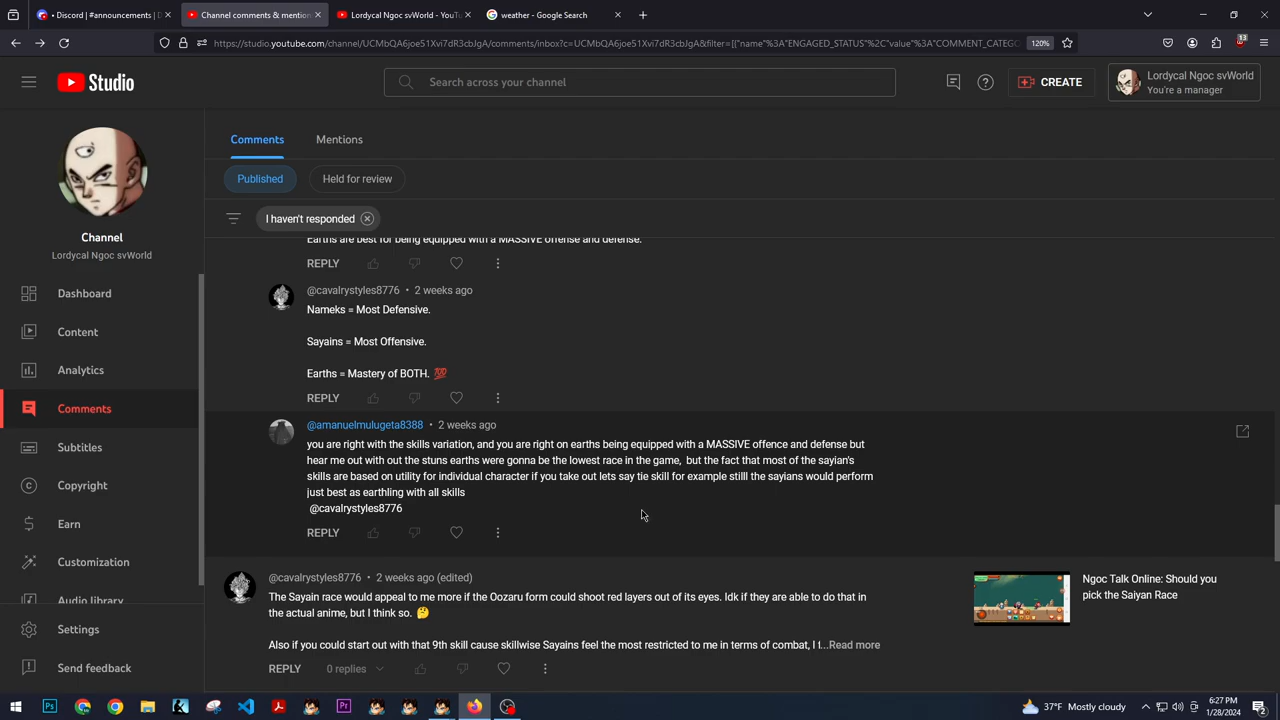 • Discord | #announcements | D
Channel comments & mention
Lordycal Ngoc svWorld - YouTu
weather - Google Search
https://studio.youtube.com/channel/UCMbQA6joe51Xvi7dR3cbJgA/comments/inbox?c=UCMbQA6joe51Xvi7dR3cbJgA&filter=[{"name"%3A"ENGAGED_STATUS"%2C"value"%3A"COMMENT_CATEGO
120%
13
Studio
Search across your channel
CREATE
Lordycal Ngoc svWorld
You're a manager
Channel
Lordycal Ngoc svWorld
Dashboard
Content
Analytics
Comments
Subtitles
Copyright
Earn
Customization
Audio library
Settings
Send feedback
Comments
Mentions
Published
Held for review
I haven't responded
Earths are best for being equipped with a MASSIVE offense and defense.
REPLY
@cavalrystyles8776 • 2 weeks ago
Nameks = Most Defensive.
Sayains = Most Offensive.
Earths = Mastery of BOTH. 💯
REPLY
@amanuelmulugeta8388 • 2 weeks ago
you are right with the skills variation, and you are right on earths being equipped with a MASSIVE offence and defense but
hear me out with out the stuns earths were gonna be the lowest race in the game, but the fact that most of the sayian's
skills are based on utility for individual character if you take out lets say tie skill for example stilll the sayians would perform
just best as earthling with all skills
@cavalrystyles8776
REPLY
@cavalrystyles8776 • 2 weeks ago (edited)
The Sayain race would appeal to me more if the Oozaru form could shoot red layers out of its eyes. Idk if they are able to do that in
the actual anime, but I think so. 🤔
Also if you could start out with that 9th skill cause skillwise Sayains feel the most restricted to me in terms of combat, I t...Read more
REPLY
0 replies
Ngoc Talk Online: Should you
pick the Saiyan Race
37°F Mostly cloudy
6:27 PM
1/28/2024